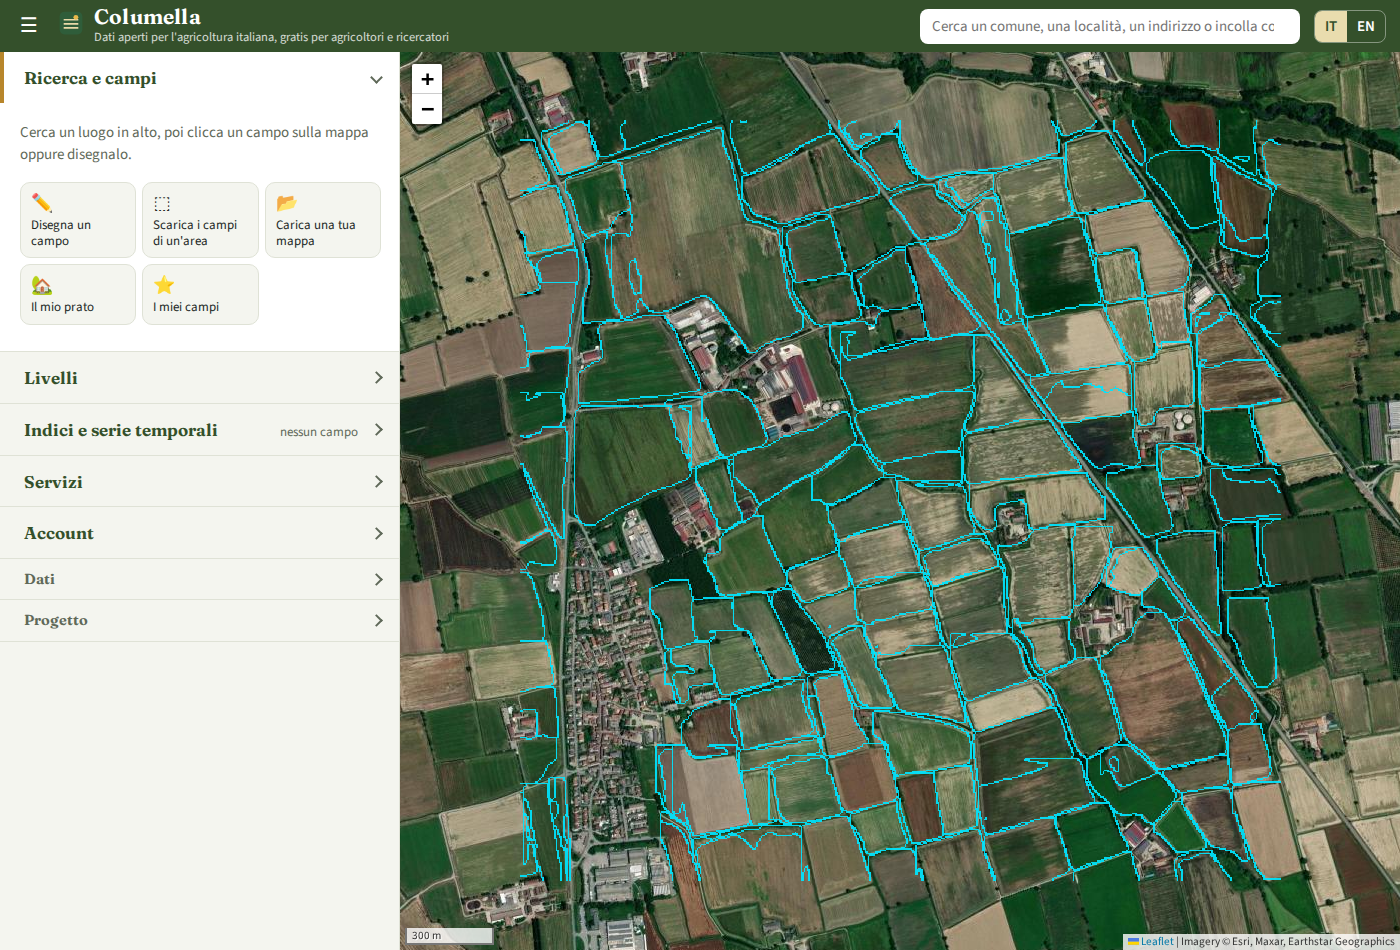 Columella
Dati aperti per l'agricoltura italiana, gratis per agricoltori e ricercatori
Cerca un comune, una località, un indirizzo o incolla co
IT
EN
Ricerca e campi
Cerca un luogo in alto, poi clicca un campo sulla mappa
oppure disegnalo.
Disegna un
campo
Scarica i campi
di un'area
Carica una tua
mappa
Il mio prato
I miei campi
Livelli
Indici e serie temporali
nessun campo
Servizi
Account
Dati
Progetto
+
−
300 m
Leaflet | Imagery © Esri, Maxar, Earthstar Geographics